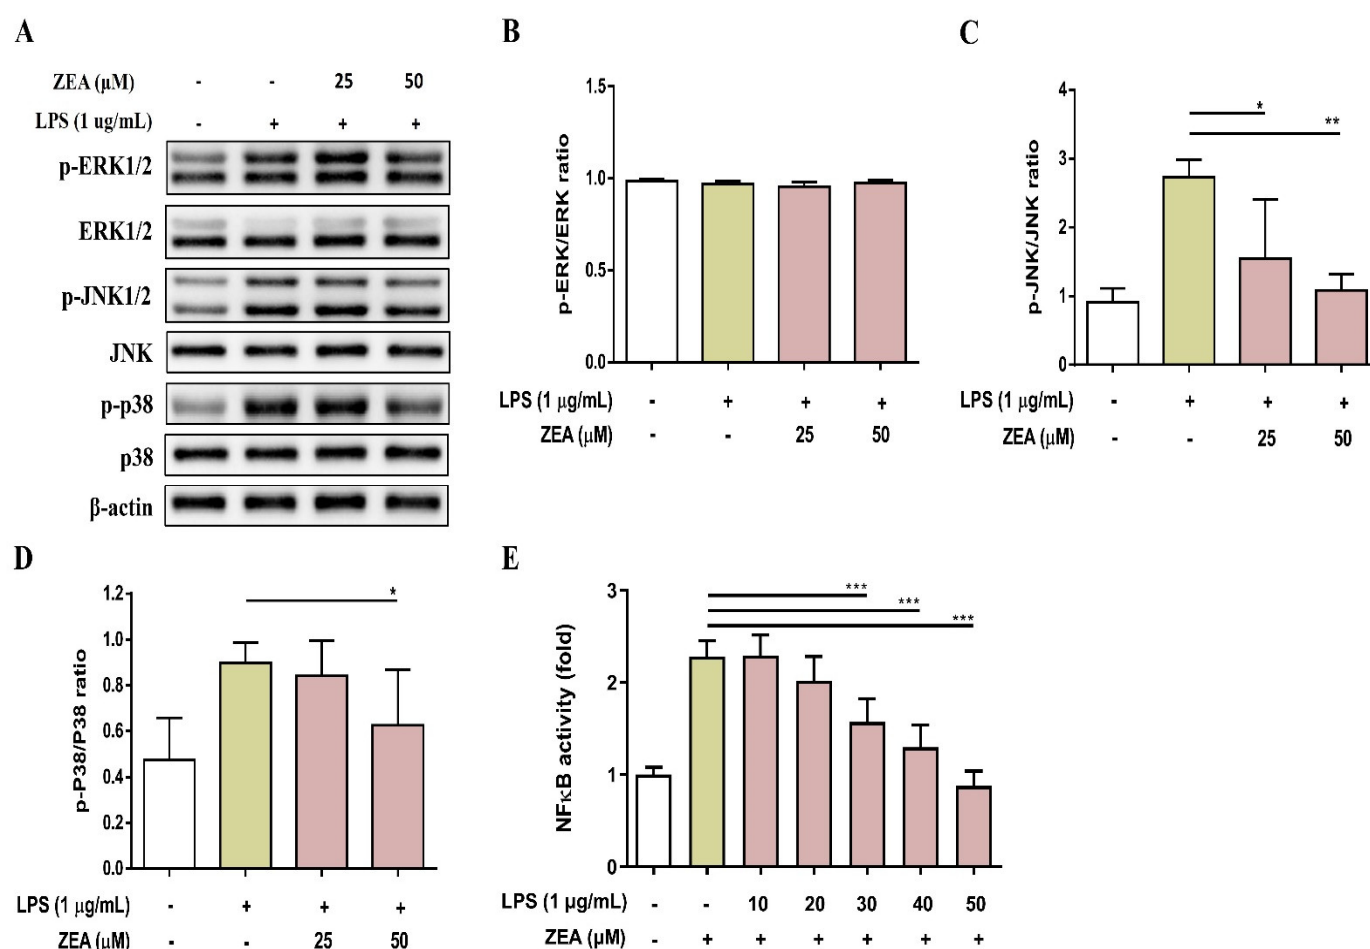 A
ZEA (μM) - - 25 50
LPS (1 ug/mL) - + + +
p-ERK1/2
ERK1/2
p-JNK1/2
JNK
p-p38
p38
β-actin
B
p-ERK/ERK ratio
1.5
1.0
0.5
0.0
LPS (1 μg/mL) - + + +
ZEA (μM) - - 25 50
C
p-JNK/JNK ratio
4
3
2
1
0
*
**
LPS (1 μg/mL) - + + +
ZEA (μM) - - 25 50
D
p-P38/P38 ratio
1.2
1.0
0.8
0.6
0.4
0.2
0.0
*
LPS (1 μg/mL) - + + +
ZEA (μM) - - 25 50
E
NFκB activity (fold)
3
2
1
0
***
***
***
LPS (1 μg/mL) - - 10 20 30 40 50
ZEA (μM) - + + + + + +